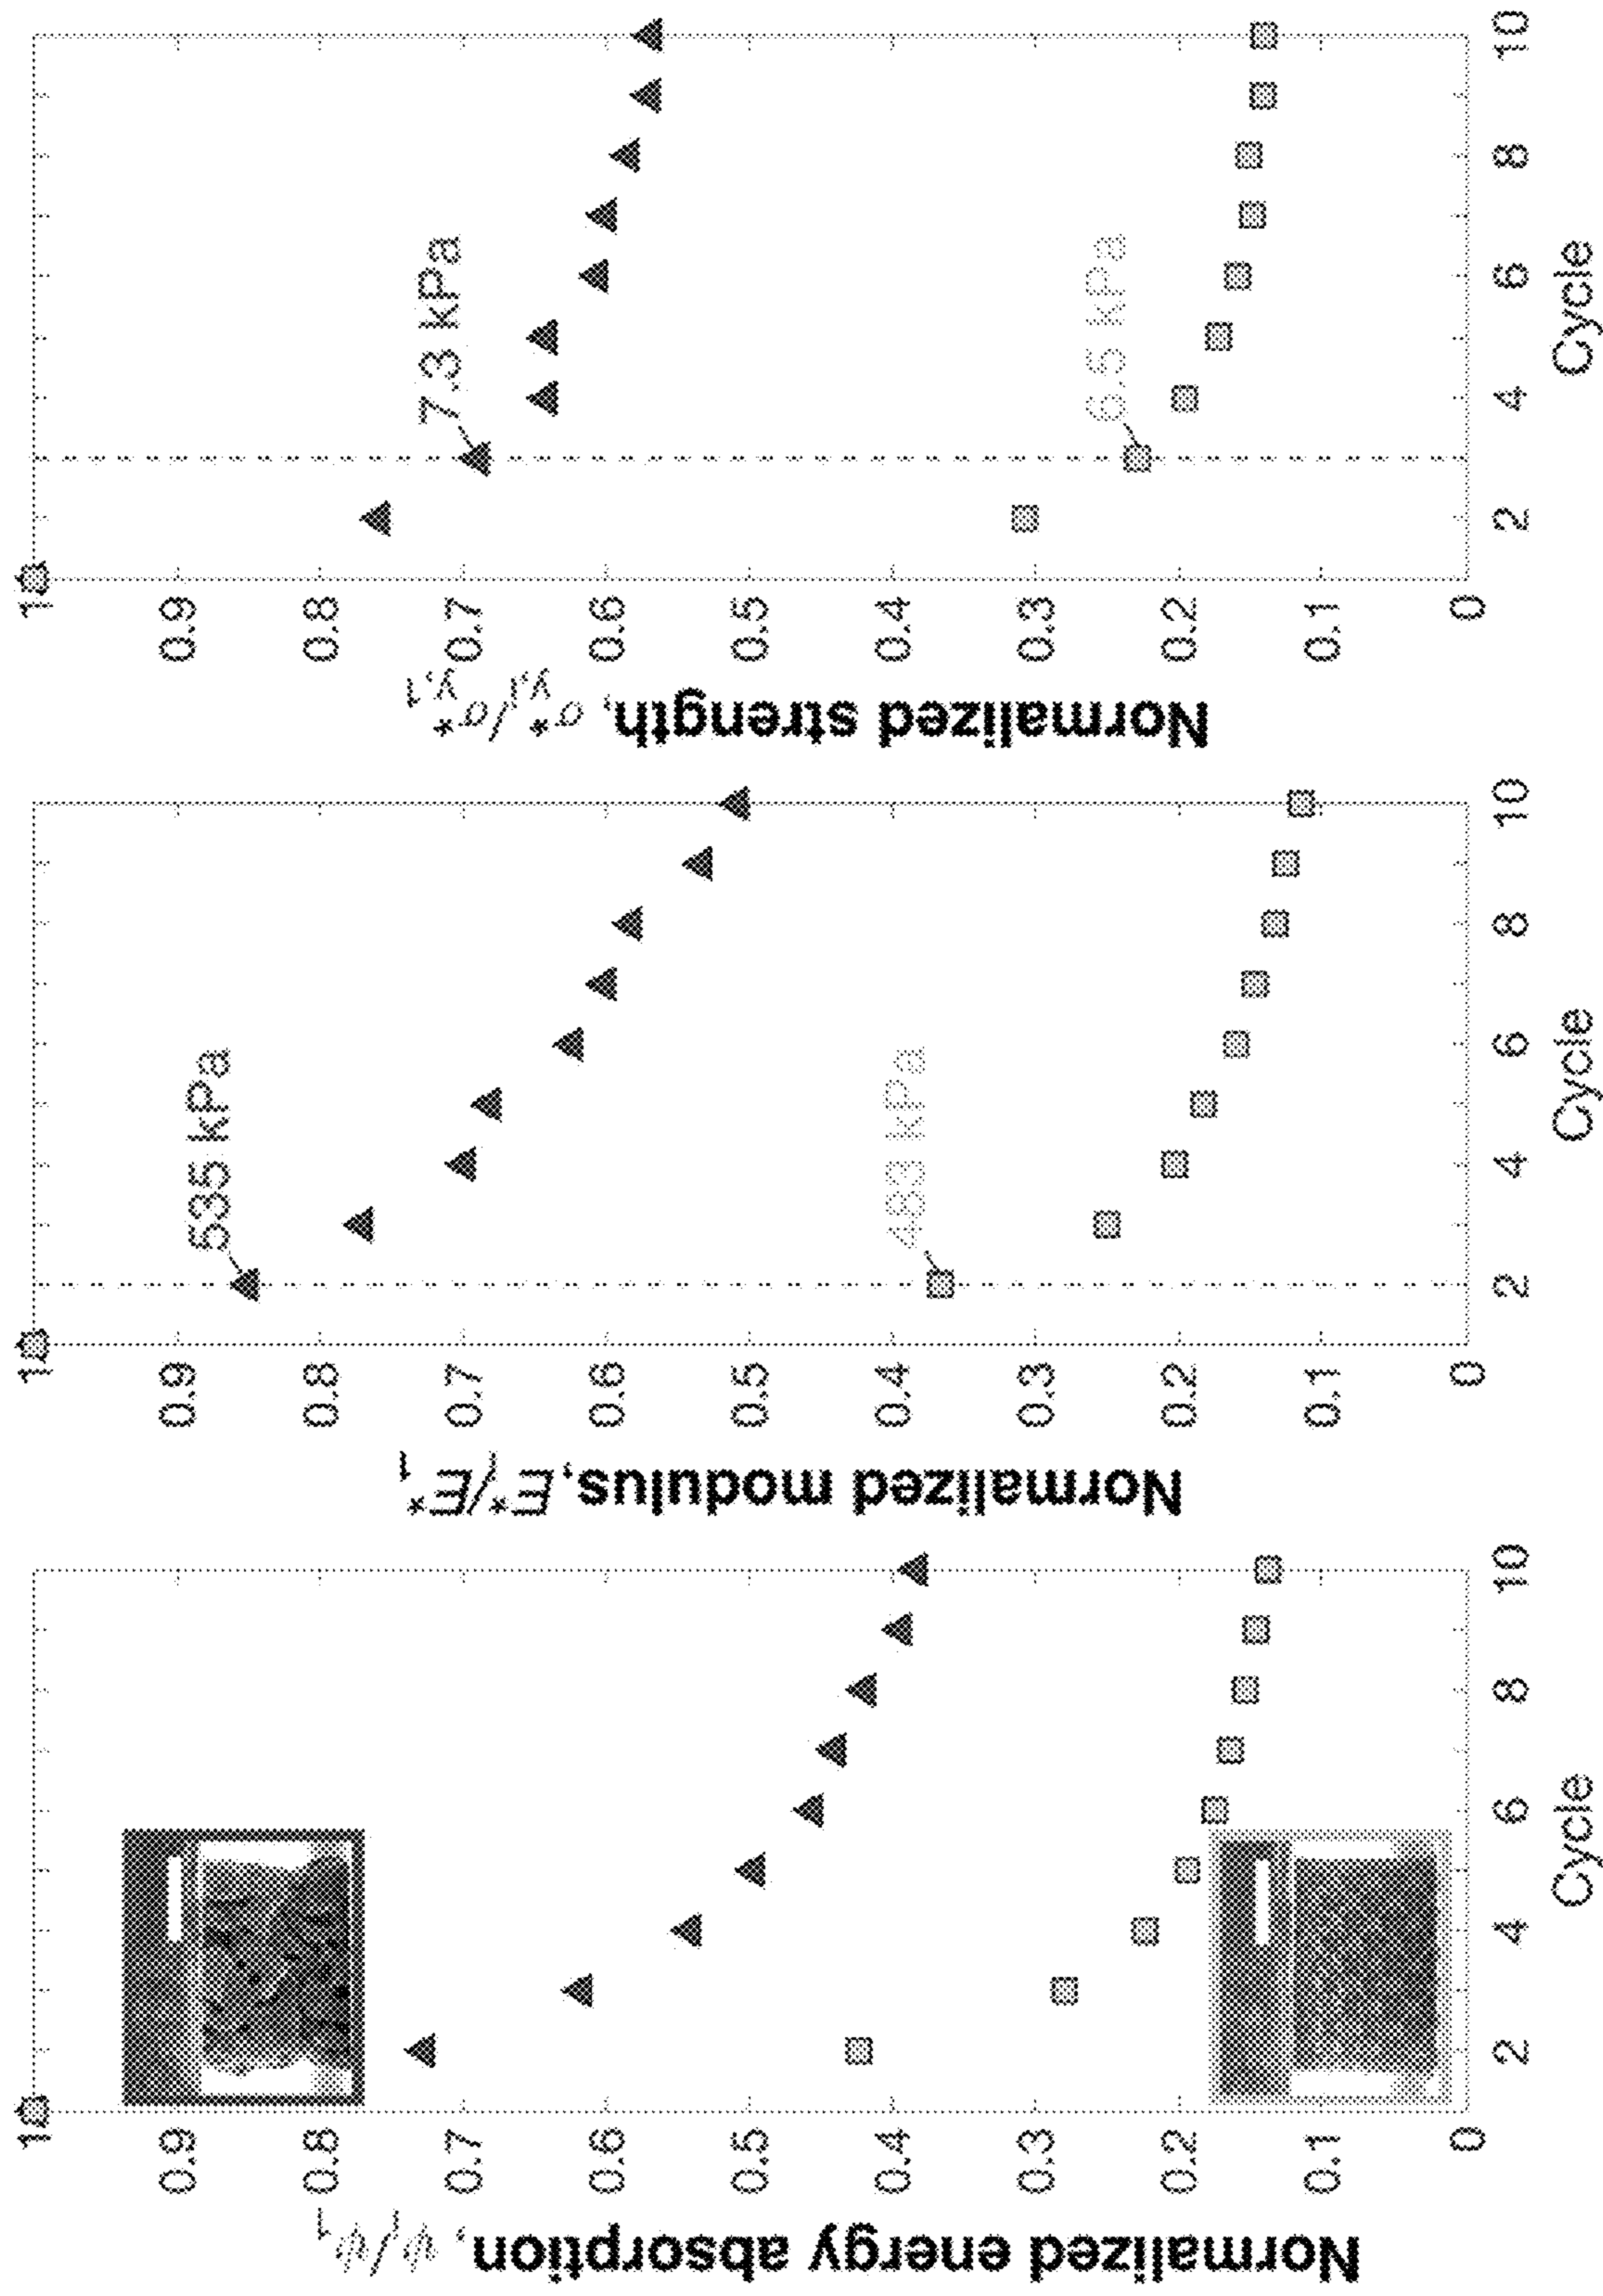 Normalized energy absorption, ψᵢ/ψ₁
1
0.9
0.8
0.7
0.6
0.5
0.4
0.3
0.2
0.1
0
2 4 6 8 10
Cycle
Normalized modulus, E*ᵢ/E*₁
1
0.9
0.8
0.7
0.6
0.5
0.4
0.3
0.2
0.1
0
535 kPa
483 kPa
2 4 6 8 10
Cycle
Normalized strength, σ*y,i/σ*y,1
1
0.9
0.8
0.7
0.6
0.5
0.4
0.3
0.2
0.1
0
7.3 kPa
6.5 kPa
2 4 6 8 10
Cycle